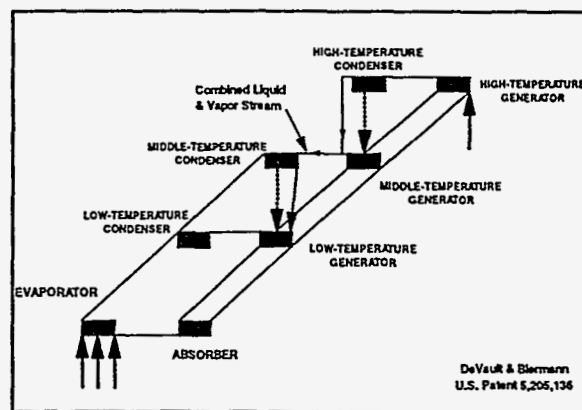 HIGH-TEMPERATURE
CONDENSER
HIGH-TEMPERATURE
GENERATOR
Combined Liquid
& Vapor Stream
MIDDLE-TEMPERATURE
CONDENSER
MIDDLE-TEMPERATURE
GENERATOR
LOW-TEMPERATURE
CONDENSER
LOW-TEMPERATURE
GENERATOR
EVAPORATOR
ABSORBER
DeVault & Biermann
U.S. Patent 5,205,136